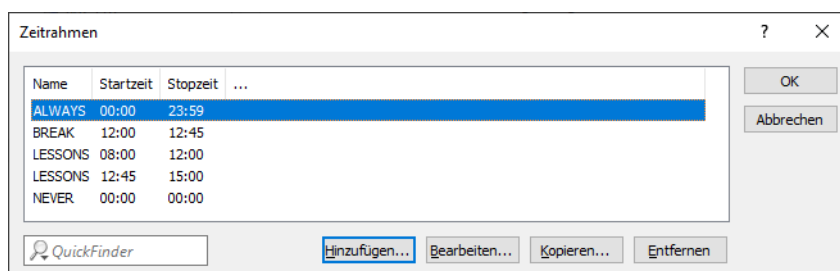 Zeitrahmen ?
Name Startzeit Stopzeit ...
ALWAYS 00:00 23:59
BREAK 12:00 12:45
LESSONS 08:00 12:00
LESSONS 12:45 15:00
NEVER 00:00 00:00
OK
Abbrechen
QuickFinder
Hinzufügen... Bearbeiten... Kopieren... Entfernen